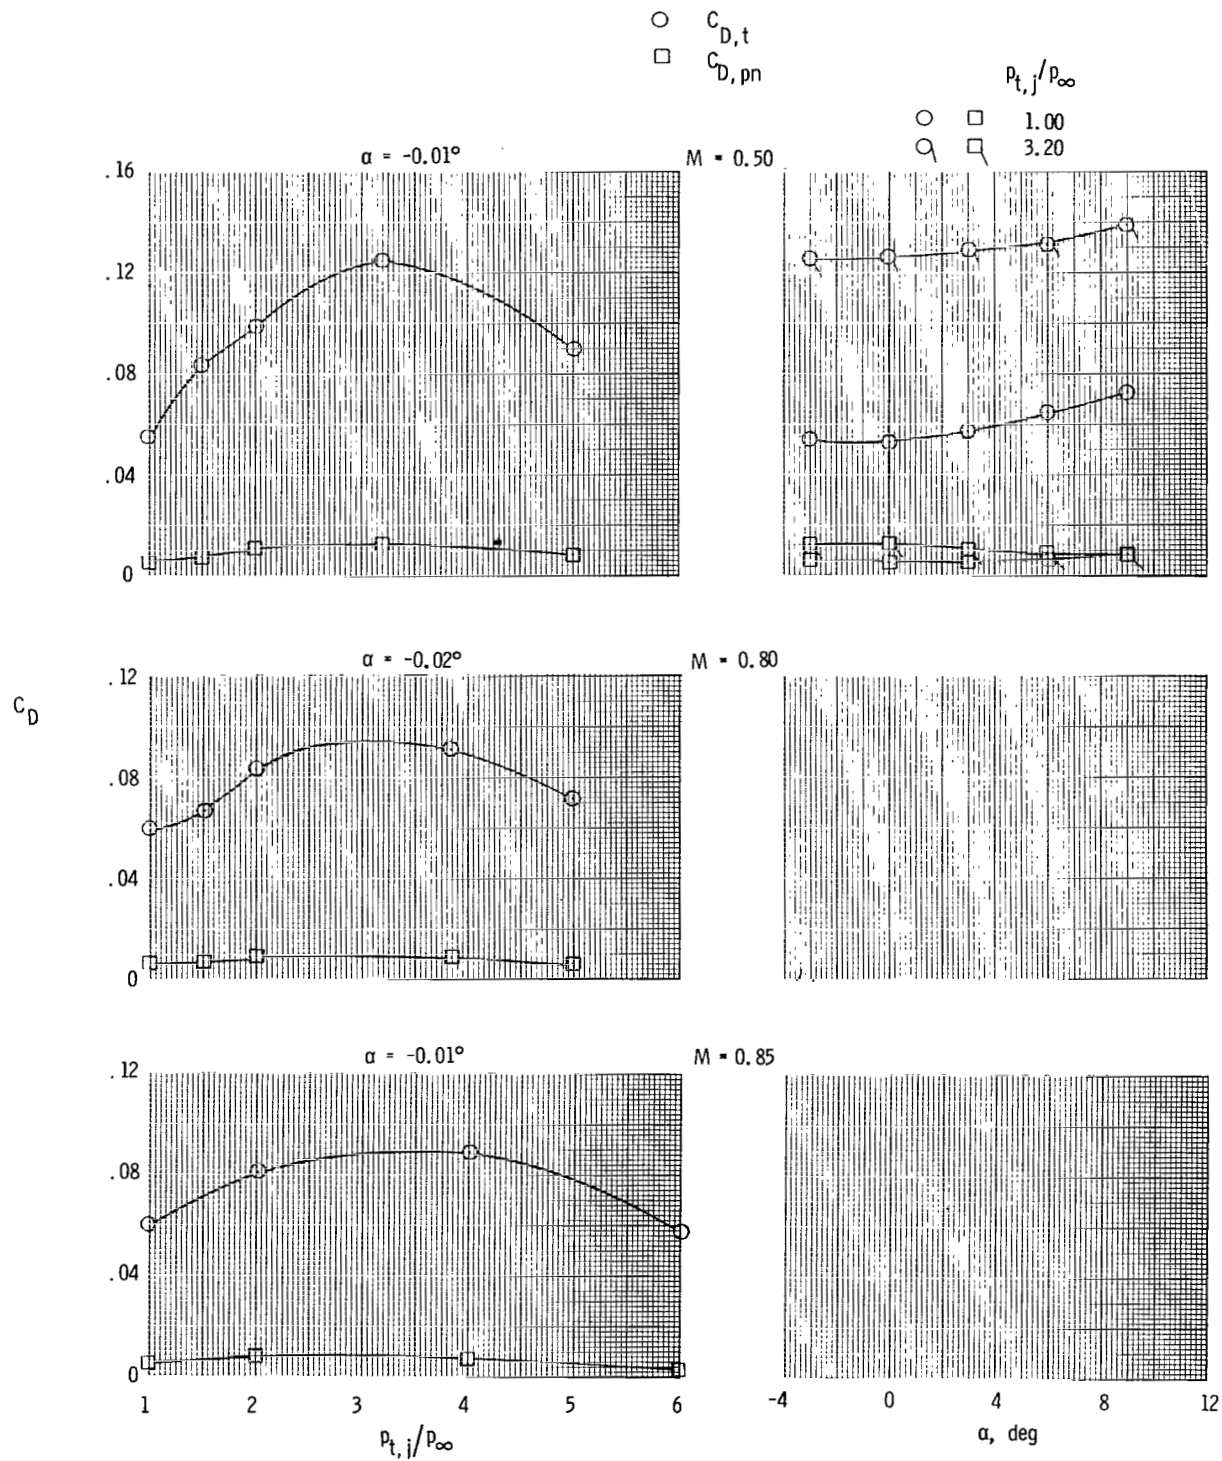 C_D,t
C_D,pn
p_t,j/p_∞
1.00
3.20
α = -0.01°
M = 0.50
.16
.12
.08
.04
0
α = -0.02°
M = 0.80
.12
.08
.04
0
C_D
α = -0.01°
M = 0.85
.12
.08
.04
0
1 2 3 4 5 6
p_t,j/p_∞
-4 0 4 8 12
α, deg